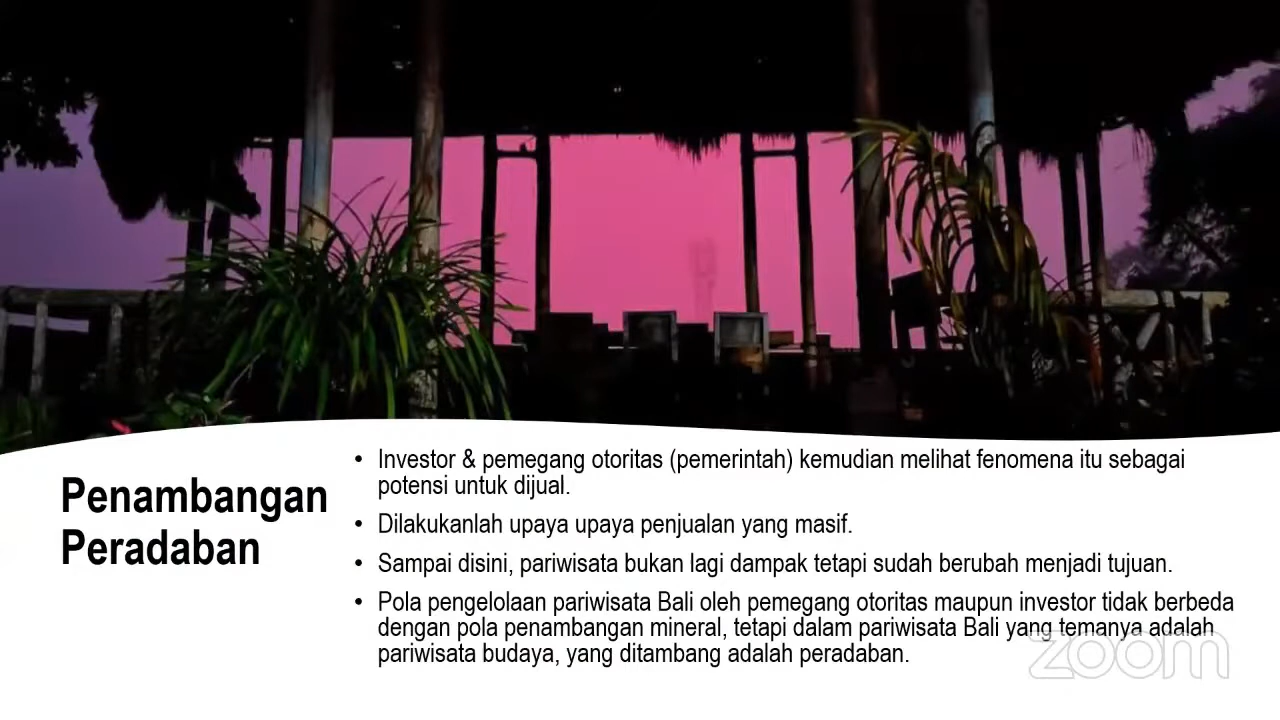 Penambangan
Peradaban
• Investor & pemegang otoritas (pemerintah) kemudian melihat fenomena itu sebagai
potensi untuk dijual.
• Dilakukanlah upaya upaya penjualan yang masif.
• Sampai disini, pariwisata bukan lagi dampak tetapi sudah berubah menjadi tujuan.
• Pola pengelolaan pariwisata Bali oleh pemegang otoritas maupun investor tidak berbeda
dengan pola penambangan mineral, tetapi dalam pariwisata Bali yang temanya adalah
pariwisata budaya, yang ditambang adalah peradaban.
zoom